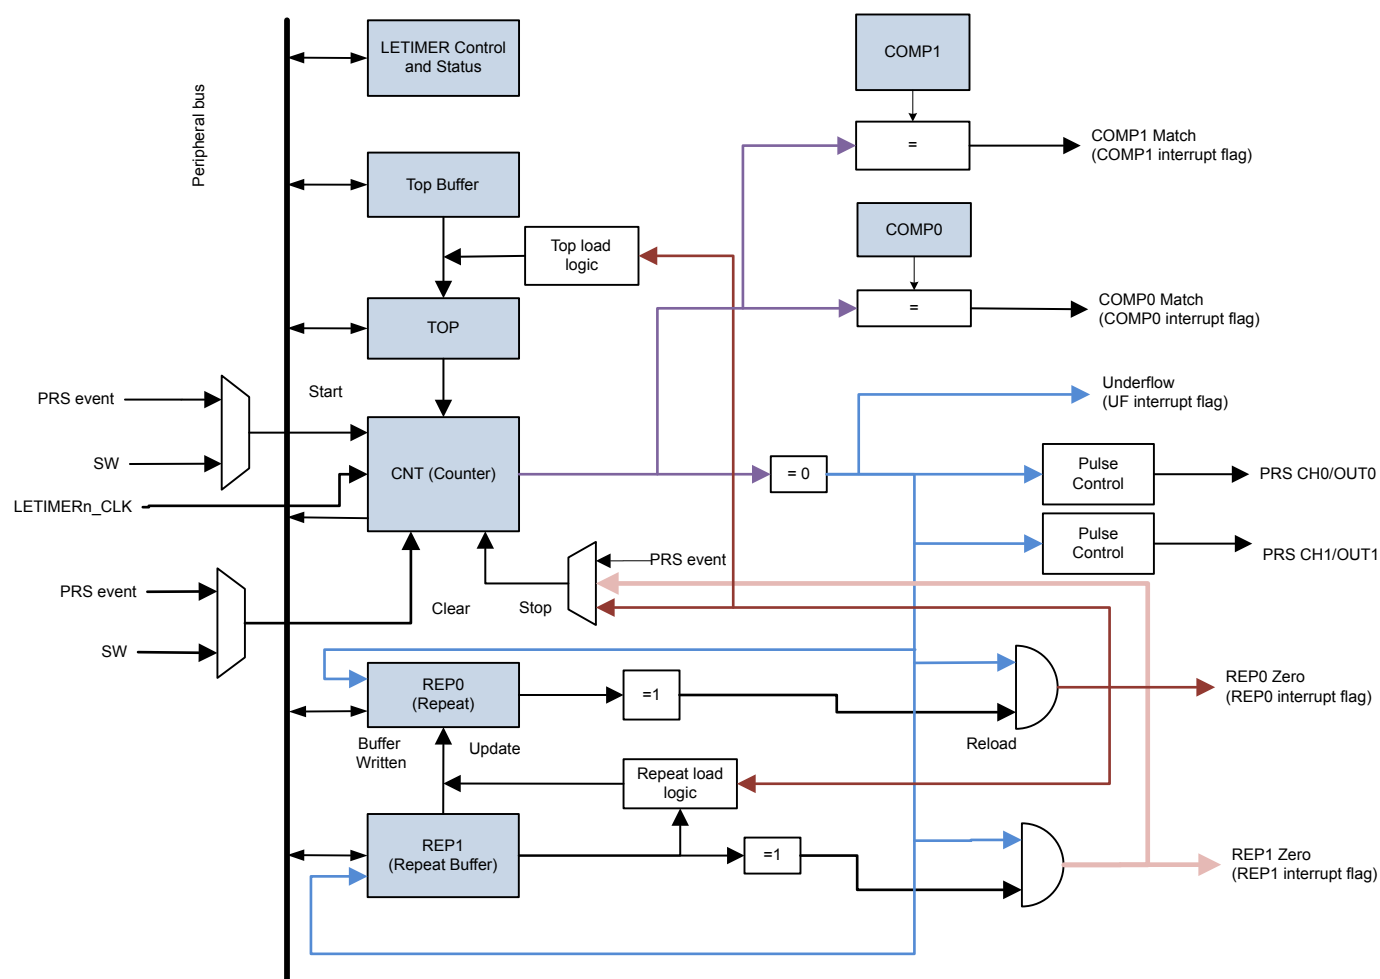 LETIMER Control
and Status
COMP1
Peripheral bus
=
COMP1 Match
(COMP1 interrupt flag)
Top Buffer
COMP0
Top load
logic
=
COMP0 Match
(COMP0 interrupt flag)
TOP
Start
PRS event
SW
LETIMERn_CLK
CNT (Counter)
= 0
Underflow
(UF interrupt flag)
Pulse
Control
PRS CH0/OUT0
Pulse
Control
PRS CH1/OUT1
PRS event
PRS event
SW
Clear
Stop
REP0
(Repeat)
=1
REP0 Zero
(REP0 interrupt flag)
Reload
Buffer
Written
Update
Repeat load
logic
REP1
(Repeat Buffer)
=1
REP1 Zero
(REP1 interrupt flag)